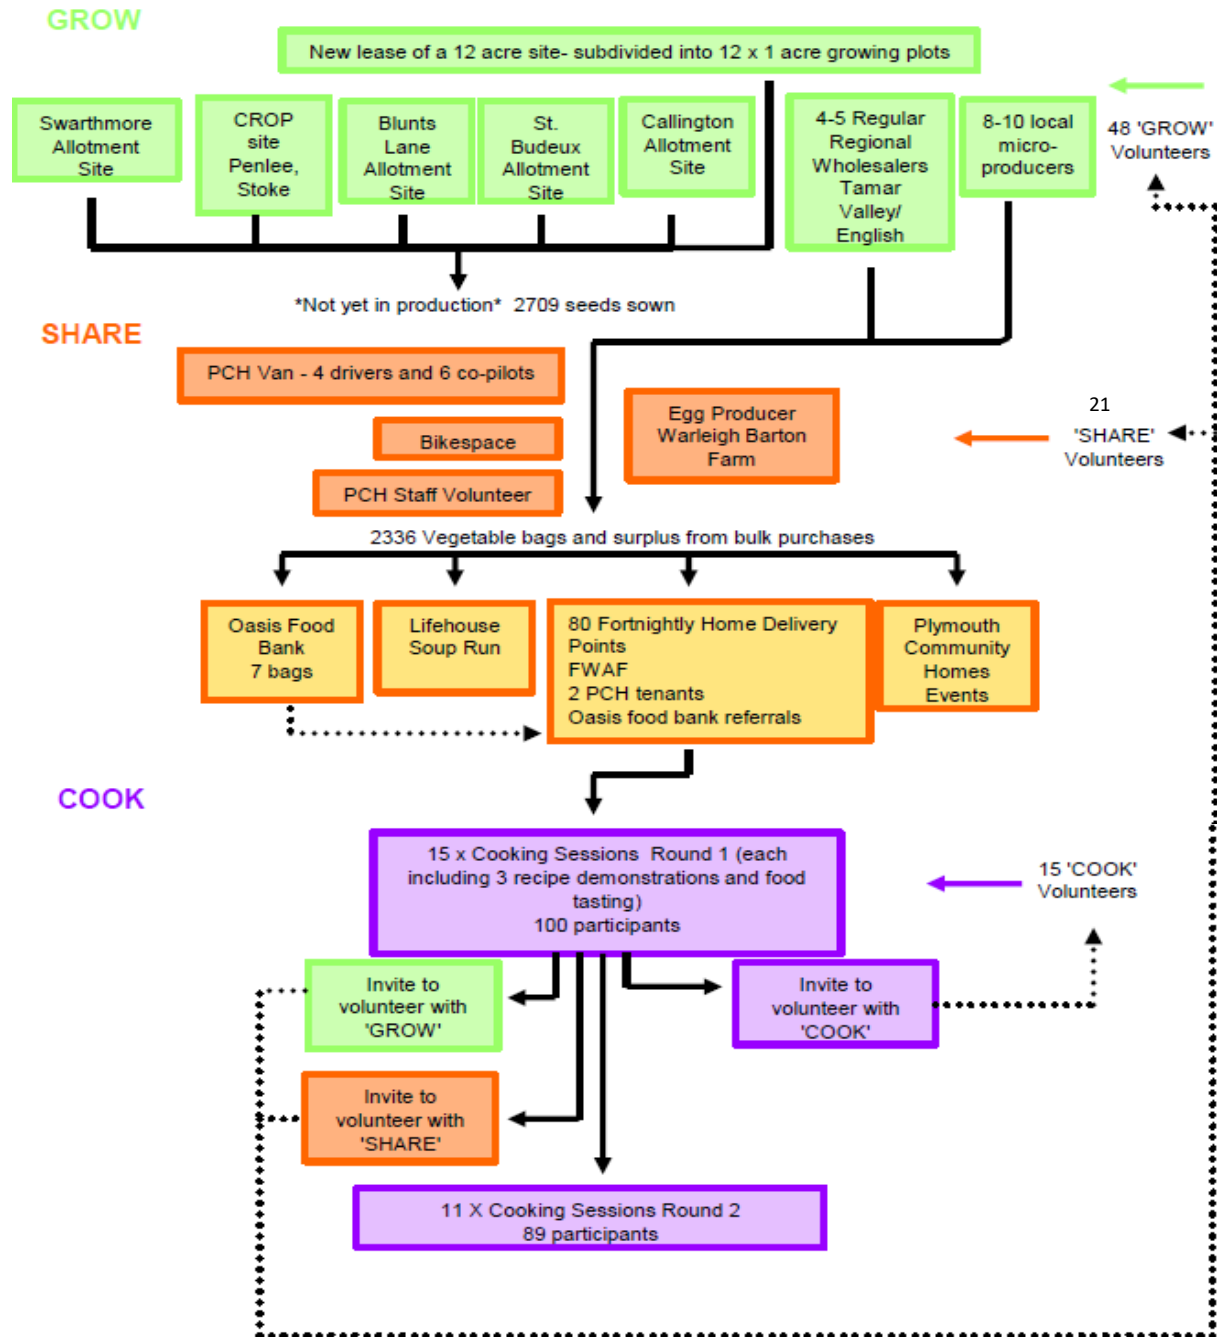 GROW
New lease of a 12 acre site- subdivided into 12 x 1 acre growing plots
Swarthmore
Allotment
Site
CROP
site
Penlee,
Stoke
Blunts
Lane
Allotment
Site
St.
Budeux
Allotment
Site
Callington
Allotment
Site
4-5 Regular
Regional
Wholesalers
Tamar
Valley/
English
8-10 local
micro-
producers
48 'GROW'
Volunteers
*Not yet in production* 2709 seeds sown
SHARE
PCH Van - 4 drivers and 6 co-pilots
Bikespace
PCH Staff Volunteer
Egg Producer
Warleigh Barton
Farm
21
'SHARE'
Volunteers
2336 Vegetable bags and surplus from bulk purchases
Oasis Food
Bank
7 bags
Lifehouse
Soup Run
80 Fortnightly Home Delivery
Points
FWAF
2 PCH tenants
Oasis food bank referrals
Plymouth
Community
Homes
Events
COOK
15 x Cooking Sessions Round 1 (each
including 3 recipe demonstrations and food
tasting)
100 participants
15 'COOK'
Volunteers
Invite to
volunteer with
'GROW'
Invite to
volunteer with
'COOK'
Invite to
volunteer with
'SHARE'
11 X Cooking Sessions Round 2
89 participants